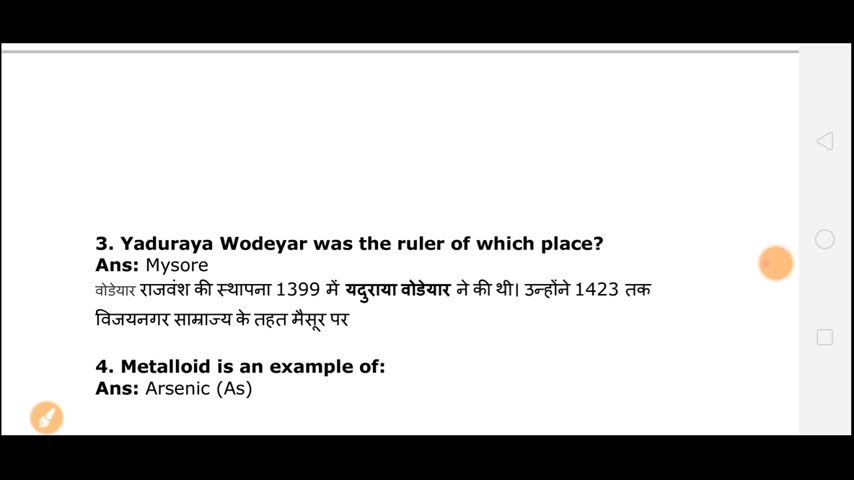 3. Yaduraya Wodeyar was the ruler of which place?
Ans: Mysore
वोडेयार राजवंश की स्थापना 1399 में यदुराया वोडेयार ने की थी। उन्होंने 1423 तक
विजयनगर साम्राज्य के तहत मैसूर पर
4. Metalloid is an example of:
Ans: Arsenic (As)